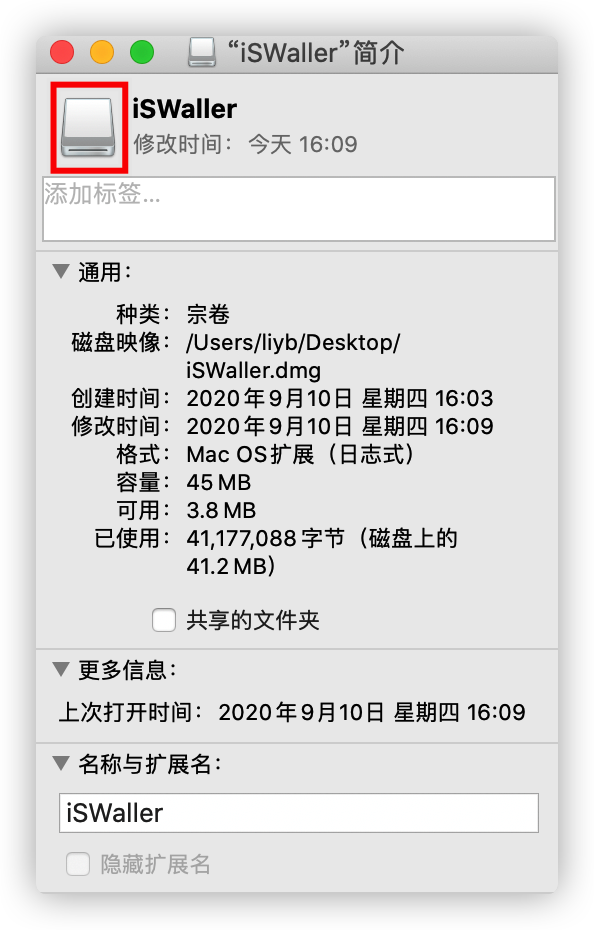 “iSWaller”简介
iSWaller
修改时间：今天 16:09
添加标签...
通用：
种类：宗卷
磁盘映像：/Users/liyb/Desktop/
iSWaller.dmg
创建时间：2020年9月10日 星期四 16:03
修改时间：2020年9月10日 星期四 16:09
格式：Mac OS扩展（日志式）
容量：45 MB
可用：3.8 MB
已使用：41,177,088 字节（磁盘上的
41.2 MB）
共享的文件夹
更多信息：
上次打开时间：2020年9月10日 星期四 16:09
名称与扩展名：
iSWaller
隐藏扩展名